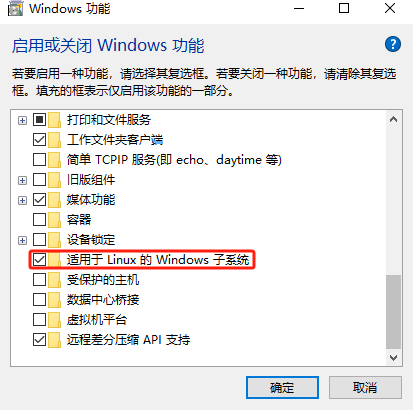 Windows 功能
启用或关闭 Windows 功能
若要启用一种功能，请选择其复选框。若要关闭一种功能，请清除其复选
框。填充的框表示仅启用该功能的一部分。
打印和文件服务
工作文件夹客户端
简单 TCPIP 服务(即 echo、daytime 等)
旧版组件
媒体功能
容器
设备锁定
适用于 Linux 的 Windows 子系统
受保护的主机
数据中心桥接
虚拟机平台
远程差分压缩 API 支持
确定
取消